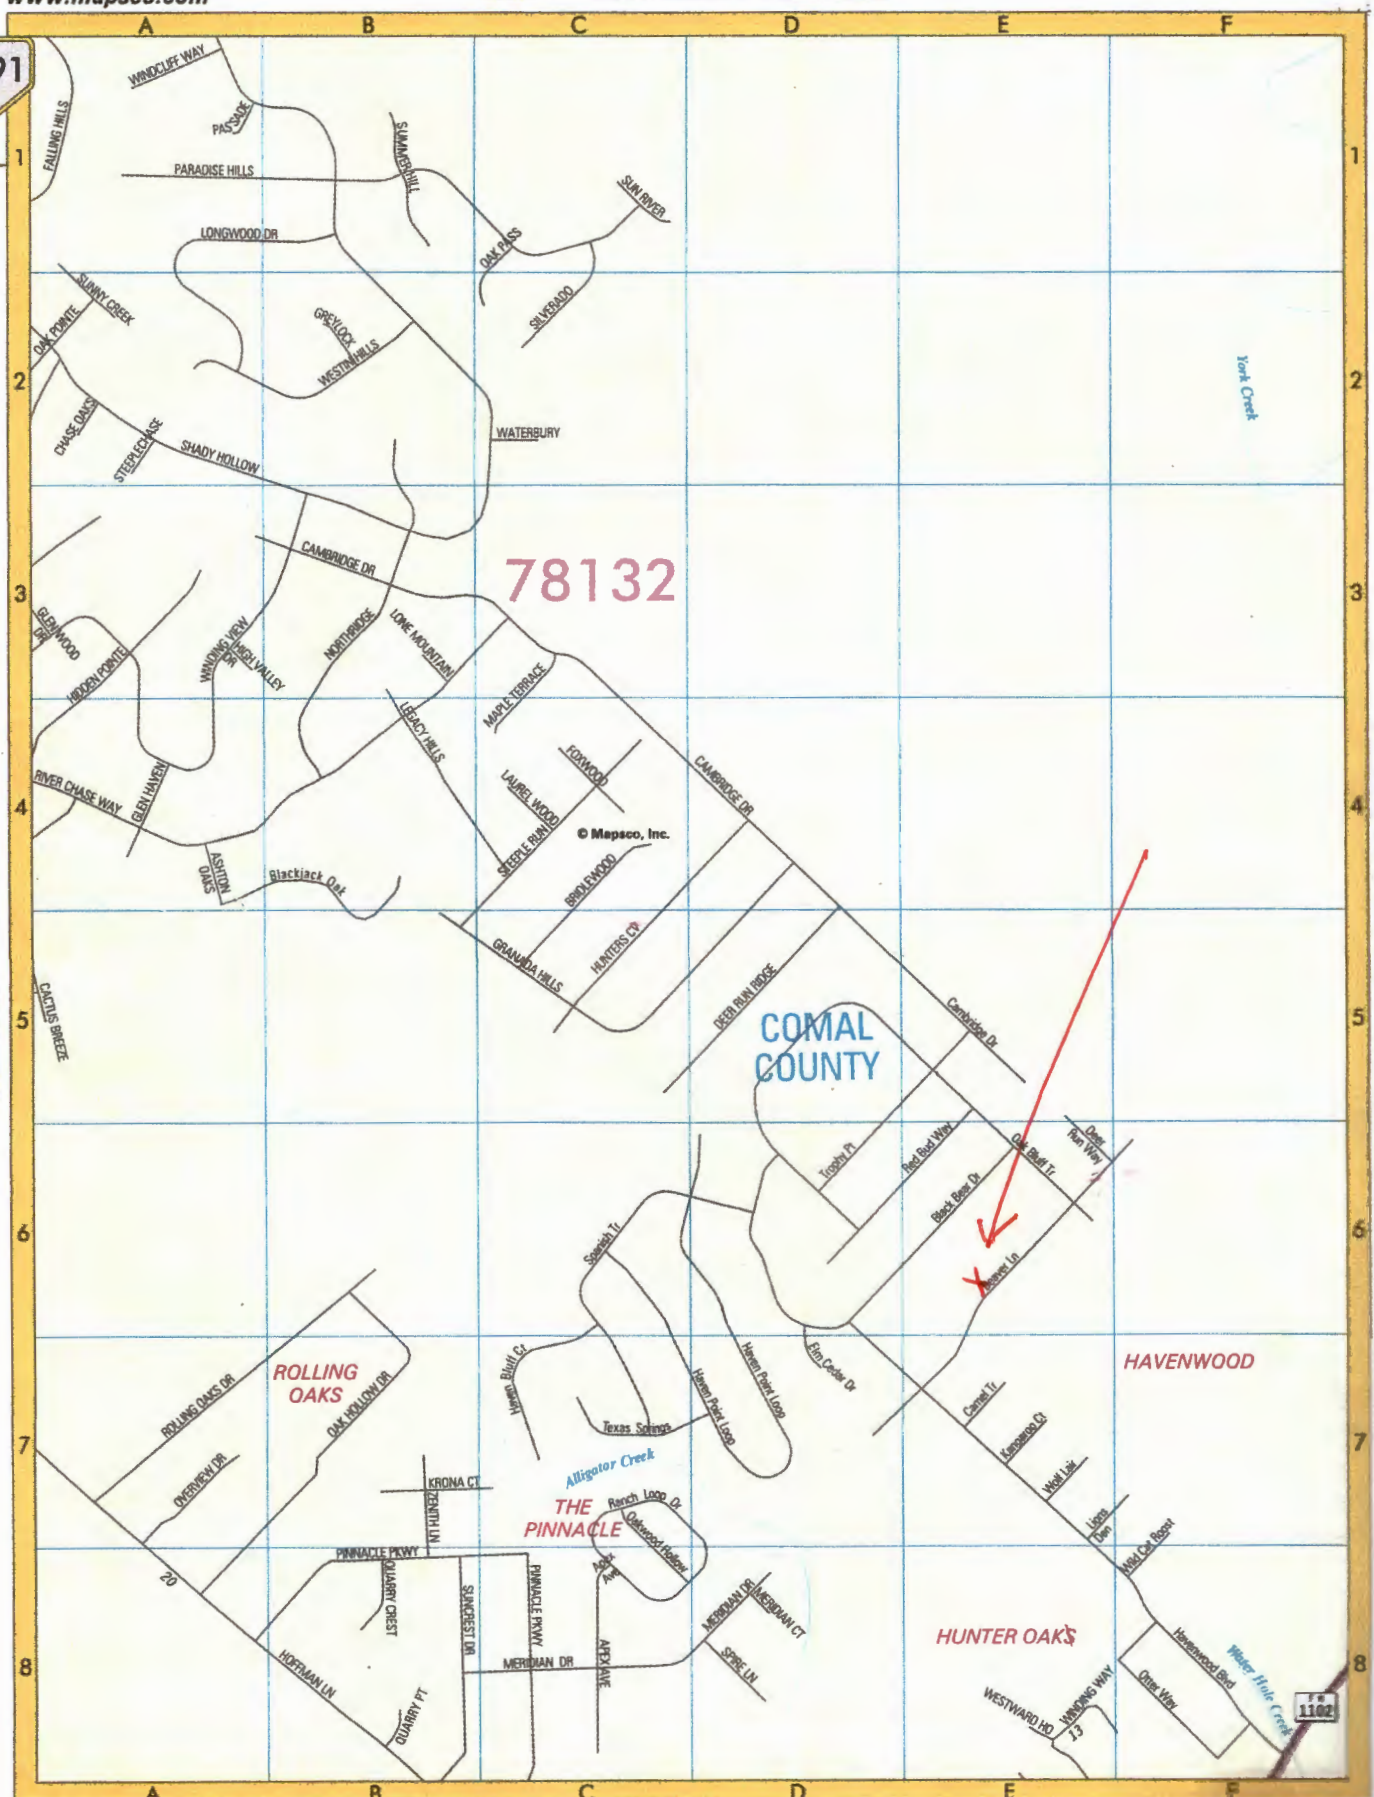 www.mapsco.com
A B C D E F
91
WINDCLIFF WAY
PASSADE
FALLING HILLS
SUMMER HILL
1 1
PARADISE HILLS
SUN RIVER
LONGWOOD DR
OAK PASS
SUNNY CREEK
SILVERADO
OAK POINTE
GREYLOCK
WESTIN HILLS
York Creek
2 2
CHASE OAKS
STEEPLECHASE
WATERBURY
SHADY HOLLOW
CAMBRIDGE DR
78132
3 3
GLENWOOD
DR
HIDDEN POINTE
WINDING VIEW
DR
HIGH VALLEY
NORTHRIDGE
LONE MOUNTAIN
MAPLE TERRACE
LEGACY HILLS
FOXWOOD
CAMBRIDGE DR
RIVER CHASE WAY
GLEN HAVEN
LAUREL WOOD
4 4
© Mapsco, Inc.
STEEPLE RUN
ASHTON
OAKS
Blackjack Oak
BRIDLEWOOD
GRANADA HILLS
HUNTERS CV
DEER RUN RIDGE
CACTUS BREEZE
5 5
COMAL
COUNTY
Cambridge Dr
Trophy Pt
Red Bud Way
Oak Bluff Tr
Deer
Run Way
Black Bear Dr
6 6
Spanish Tr
X
Beaver Ln
Haven Bluff Ct
Haven Point Loop
Haven Point Loop
Elm Cedar Dr
HAVENWOOD
ROLLING
OAKS
ROLLING OAKS DR
OAK HOLLOW DR
Texas Springs
Camel Tr
Kangaroo Ct
7 7
OVERVIEW DR
Alligator Creek
Wolf Lair
KRONA CT
ZENITH LN
THE
PINNACLE
Ranch Loop Dr
Oakwood Hollow
Lions
Den
Wild Cat Roost
PINNACLE PKWY
20
QUARRY CREST
SUNCREST DR
PINNACLE PKWY
Apex
Ave
MERIDIAN DR
MERIDIAN CT
HUNTER OAKS
HOFFMAN LN
MERIDIAN DR
APEX AVE
SPIRE LN
8 8
Havenwood Blvd
Water Hole Creek
Otter Way
QUARRY PT
WESTWARD HO
WINDING WAY
13
FM
1102
A B C D E F